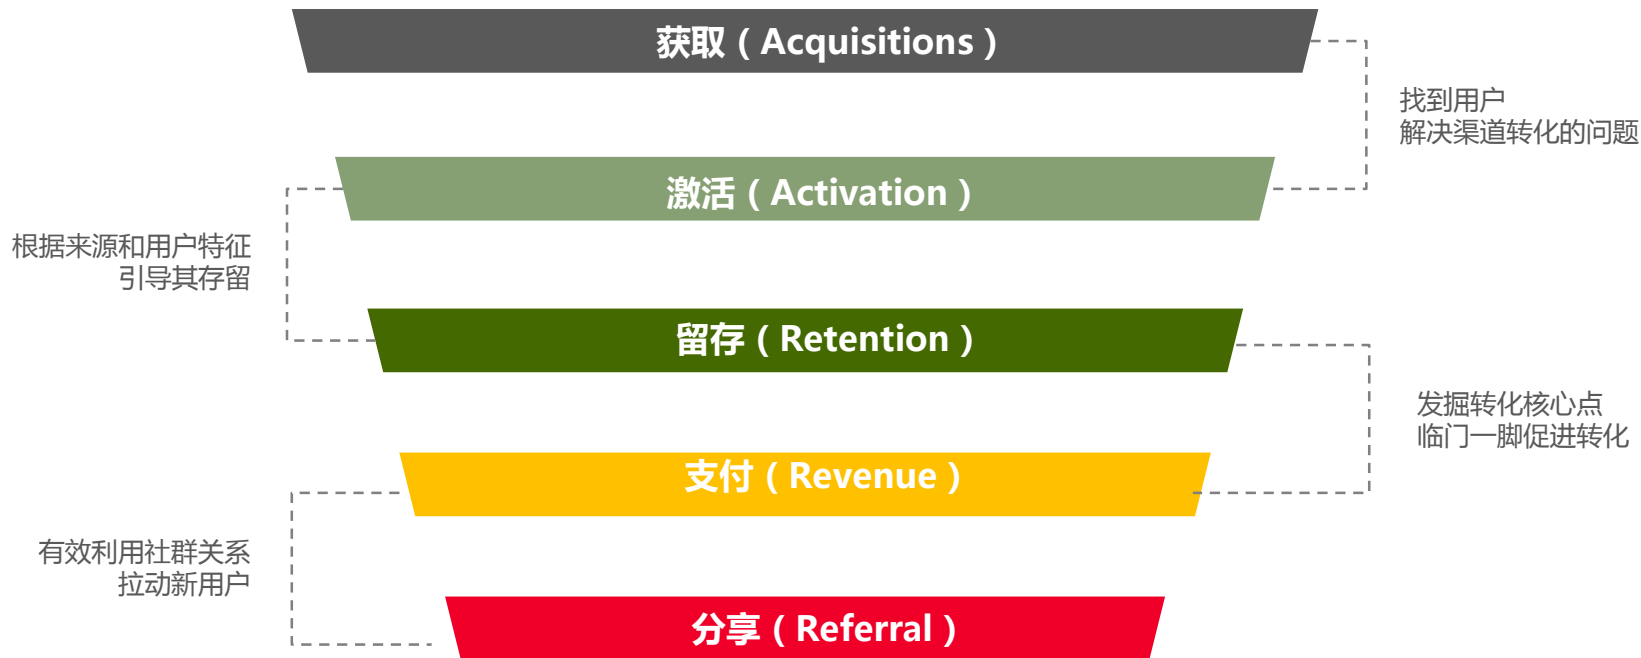 获取（Acquisitions）
找到用户
解决渠道转化的问题
激活（Activation）
根据来源和用户特征
引导其存留
留存（Retention）
发掘转化核心点
临门一脚促进转化
支付（Revenue）
有效利用社群关系
拉动新用户
分享（Referral）